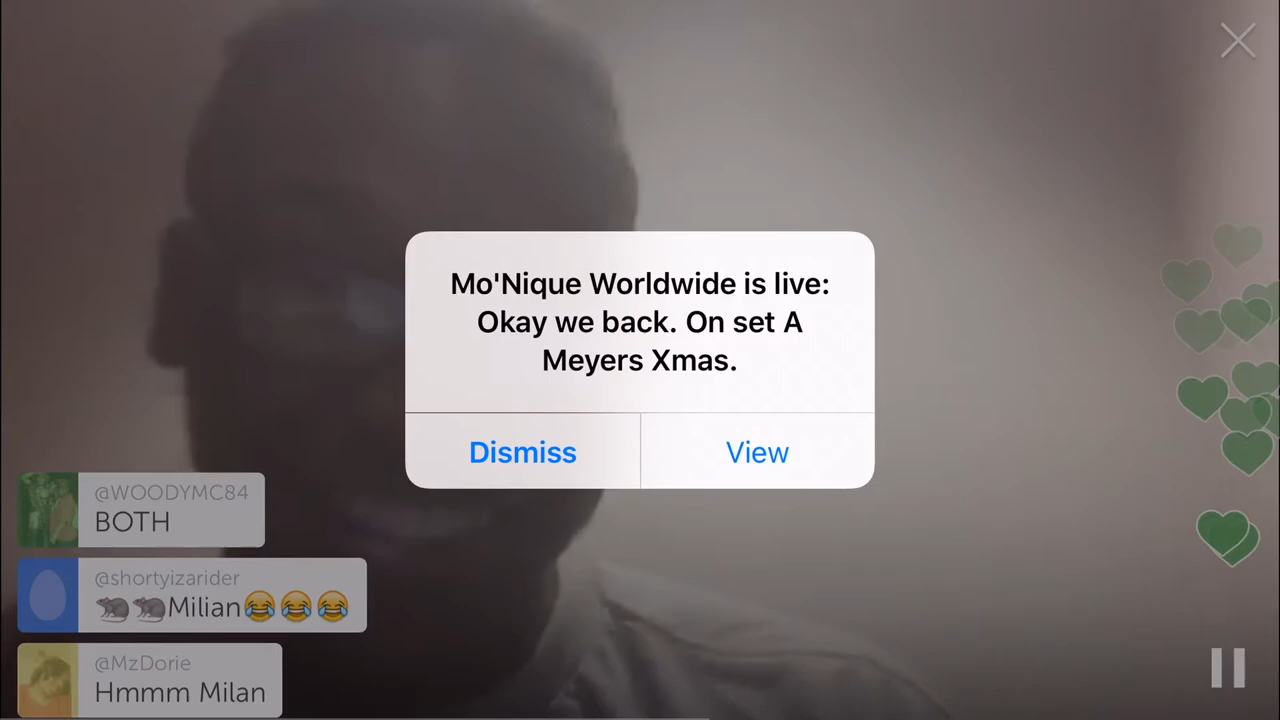 Mo'Nique Worldwide is live:
Okay we back. On set A
Meyers Xmas.
Dismiss
View
@WOODYMC84
BOTH
@shortyizarider
🐀🐀Milian😂😂😂
@MzDorie
Hmmm Milan